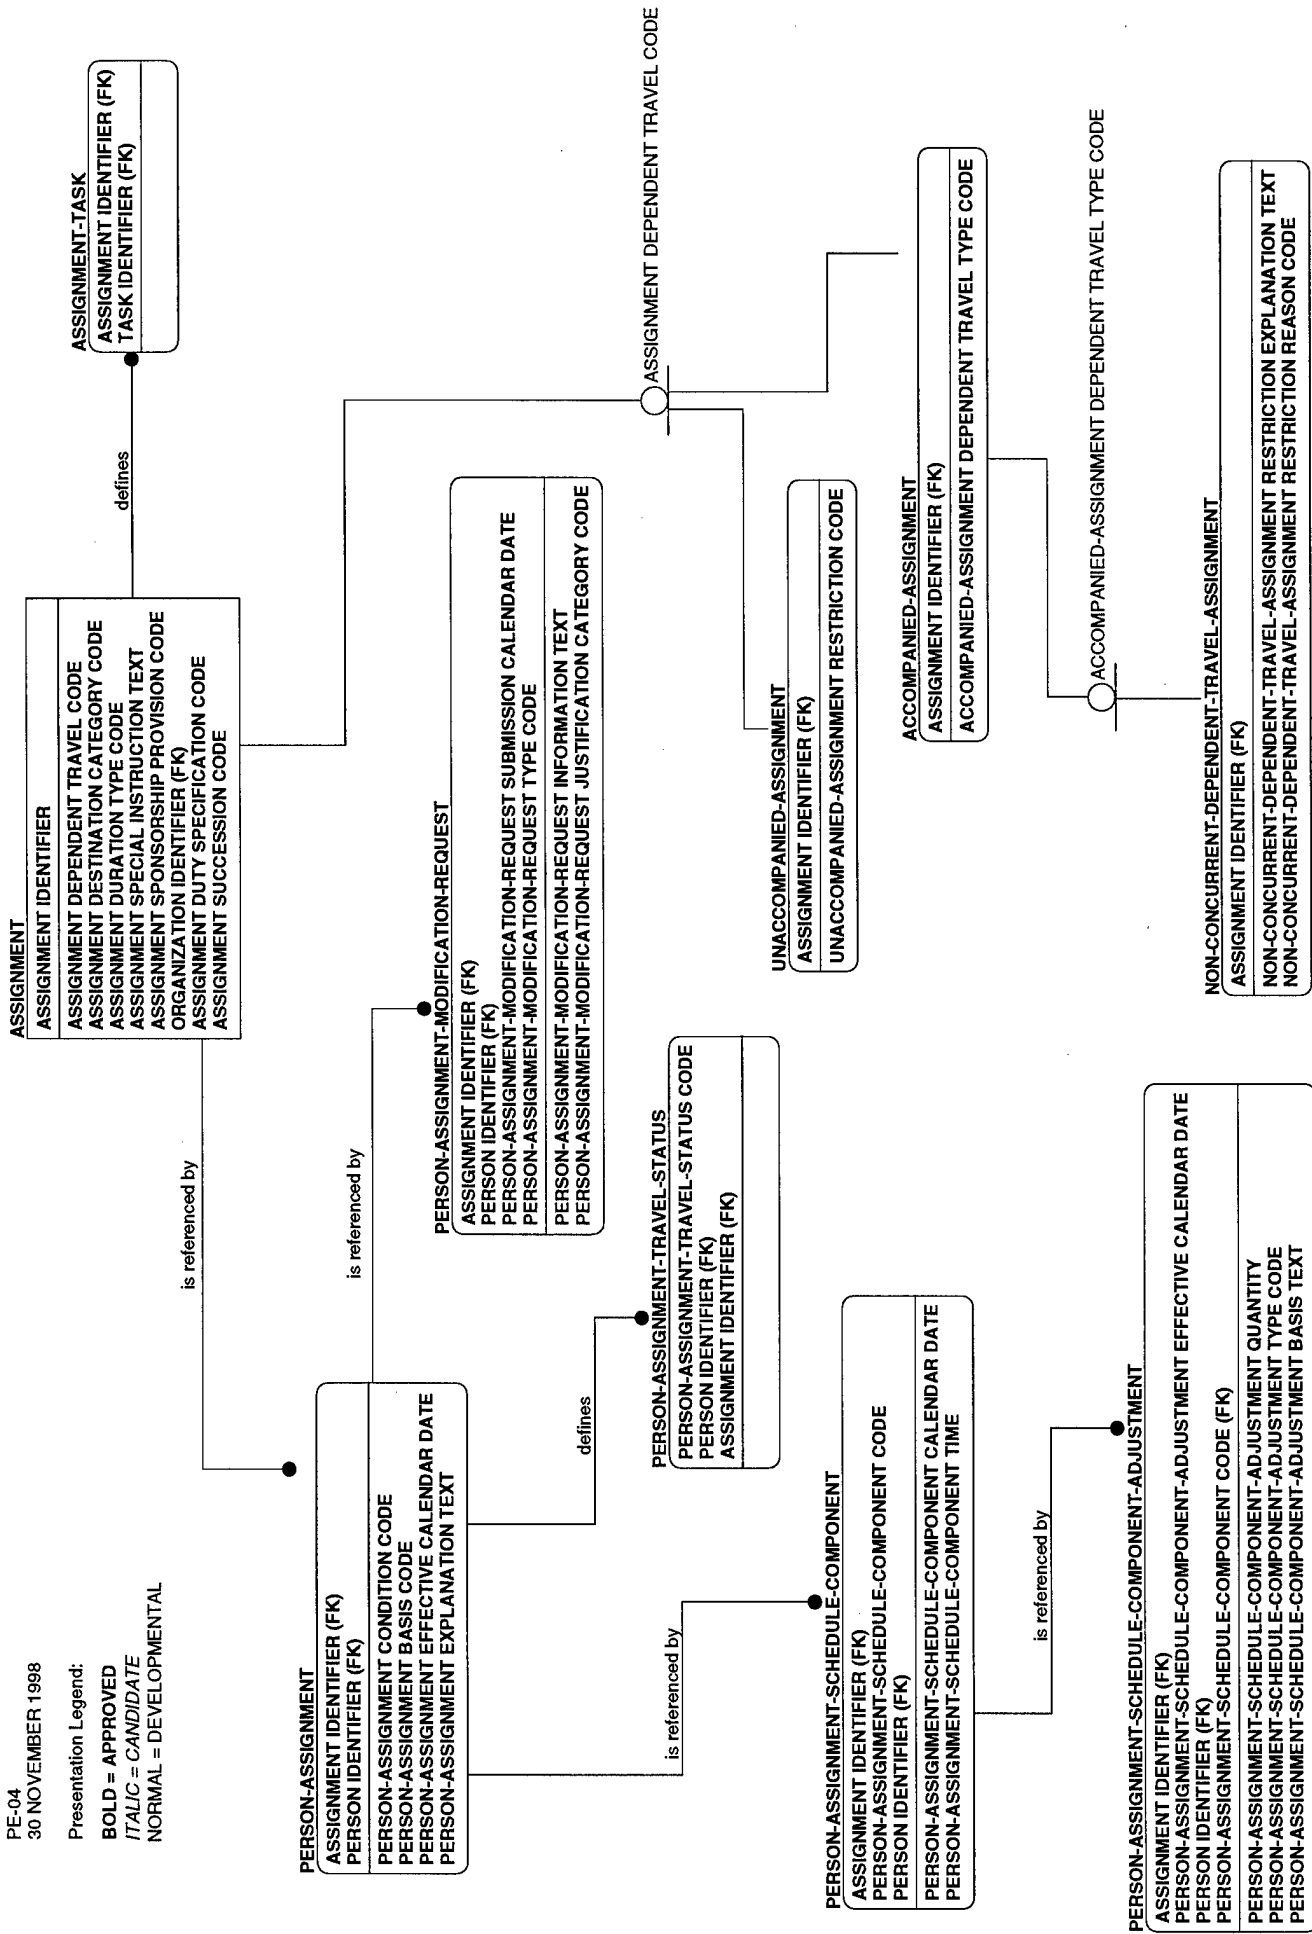 PE-04
30 NOVEMBER 1998
Presentation Legend:
BOLD = APPROVED
ITALIC = CANDIDATE
NORMAL = DEVELOPMENTAL
ASSIGNMENT
ASSIGNMENT IDENTIFIER
ASSIGNMENT DEPENDENT TRAVEL CODE
ASSIGNMENT DESTINATION CATEGORY CODE
ASSIGNMENT DURATION TYPE CODE
ASSIGNMENT SPECIAL INSTRUCTION TEXT
ASSIGNMENT SPONSORSHIP PROVISION CODE
ORGANIZATION IDENTIFIER (FK)
ASSIGNMENT DUTY SPECIFICATION CODE
ASSIGNMENT SUCCESSION CODE
defines
ASSIGNMENT-TASK
ASSIGNMENT IDENTIFIER (FK)
TASK IDENTIFIER (FK)
is referenced by
PERSON-ASSIGNMENT
ASSIGNMENT IDENTIFIER (FK)
PERSON IDENTIFIER (FK)
PERSON-ASSIGNMENT CONDITION CODE
PERSON-ASSIGNMENT BASIS CODE
PERSON-ASSIGNMENT EFFECTIVE CALENDAR DATE
PERSON-ASSIGNMENT EXPLANATION TEXT
is referenced by
PERSON-ASSIGNMENT-MODIFICATION-REQUEST
ASSIGNMENT IDENTIFIER (FK)
PERSON IDENTIFIER (FK)
PERSON-ASSIGNMENT-MODIFICATION-REQUEST SUBMISSION CALENDAR DATE
PERSON-ASSIGNMENT-MODIFICATION-REQUEST TYPE CODE
PERSON-ASSIGNMENT-MODIFICATION-REQUEST INFORMATION TEXT
PERSON-ASSIGNMENT-MODIFICATION-REQUEST JUSTIFICATION CATEGORY CODE
defines
PERSON-ASSIGNMENT-TRAVEL-STATUS
PERSON-ASSIGNMENT-TRAVEL-STATUS CODE
PERSON IDENTIFIER (FK)
ASSIGNMENT IDENTIFIER (FK)
ASSIGNMENT DEPENDENT TRAVEL CODE
is referenced by
PERSON-ASSIGNMENT-SCHEDULE-COMPONENT
ASSIGNMENT IDENTIFIER (FK)
PERSON-ASSIGNMENT-SCHEDULE-COMPONENT CODE
PERSON IDENTIFIER (FK)
PERSON-ASSIGNMENT-SCHEDULE-COMPONENT CALENDAR DATE
PERSON-ASSIGNMENT-SCHEDULE-COMPONENT TIME
UNACCOMPANIED-ASSIGNMENT
ASSIGNMENT IDENTIFIER (FK)
UNACCOMPANIED-ASSIGNMENT RESTRICTION CODE
ACCOMPANIED-ASSIGNMENT
ASSIGNMENT IDENTIFIER (FK)
ACCOMPANIED-ASSIGNMENT DEPENDENT TRAVEL TYPE CODE
is referenced by
ACCOMPANIED-ASSIGNMENT DEPENDENT TRAVEL TYPE CODE
PERSON-ASSIGNMENT-SCHEDULE-COMPONENT-ADJUSTMENT
ASSIGNMENT IDENTIFIER (FK)
PERSON-ASSIGNMENT-SCHEDULE-COMPONENT-ADJUSTMENT EFFECTIVE CALENDAR DATE
PERSON IDENTIFIER (FK)
PERSON-ASSIGNMENT-SCHEDULE-COMPONENT CODE (FK)
PERSON-ASSIGNMENT-SCHEDULE-COMPONENT-ADJUSTMENT QUANTITY
PERSON-ASSIGNMENT-SCHEDULE-COMPONENT-ADJUSTMENT TYPE CODE
PERSON-ASSIGNMENT-SCHEDULE-COMPONENT-ADJUSTMENT BASIS TEXT
NON-CONCURRENT-DEPENDENT-TRAVEL-ASSIGNMENT
ASSIGNMENT IDENTIFIER (FK)
NON-CONCURRENT-DEPENDENT-TRAVEL-ASSIGNMENT RESTRICTION EXPLANATION TEXT
NON-CONCURRENT-DEPENDENT-TRAVEL-ASSIGNMENT RESTRICTION REASON CODE